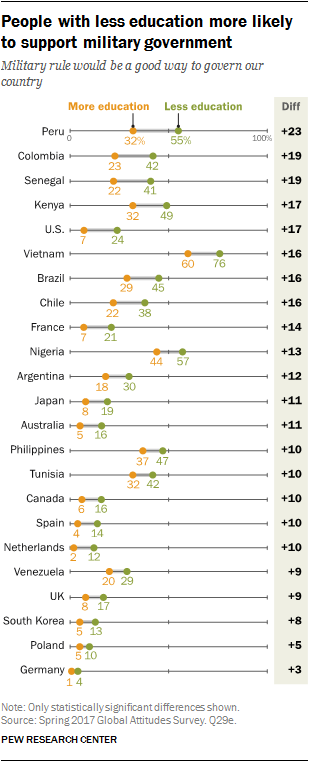 People with less education more likely
to support military government
Military rule would be a good way to govern our
country
More education Less education Diff
Peru 0 32% 55% 100% +23
Colombia 23 42 +19
Senegal 22 41 +19
Kenya 32 49 +17
U.S. 7 24 +17
Vietnam 60 76 +16
Brazil 29 45 +16
Chile 22 38 +16
France 7 21 +14
Nigeria 44 57 +13
Argentina 18 30 +12
Japan 8 19 +11
Australia 5 16 +11
Philippines 37 47 +10
Tunisia 32 42 +10
Canada 6 16 +10
Spain 4 14 +10
Netherlands 2 12 +10
Venezuela 20 29 +9
UK 8 17 +9
South Korea 5 13 +8
Poland 5 10 +5
Germany 1 4 +3
Note: Only statistically significant differences shown.
Source: Spring 2017 Global Attitudes Survey. Q29e.
PEW RESEARCH CENTER